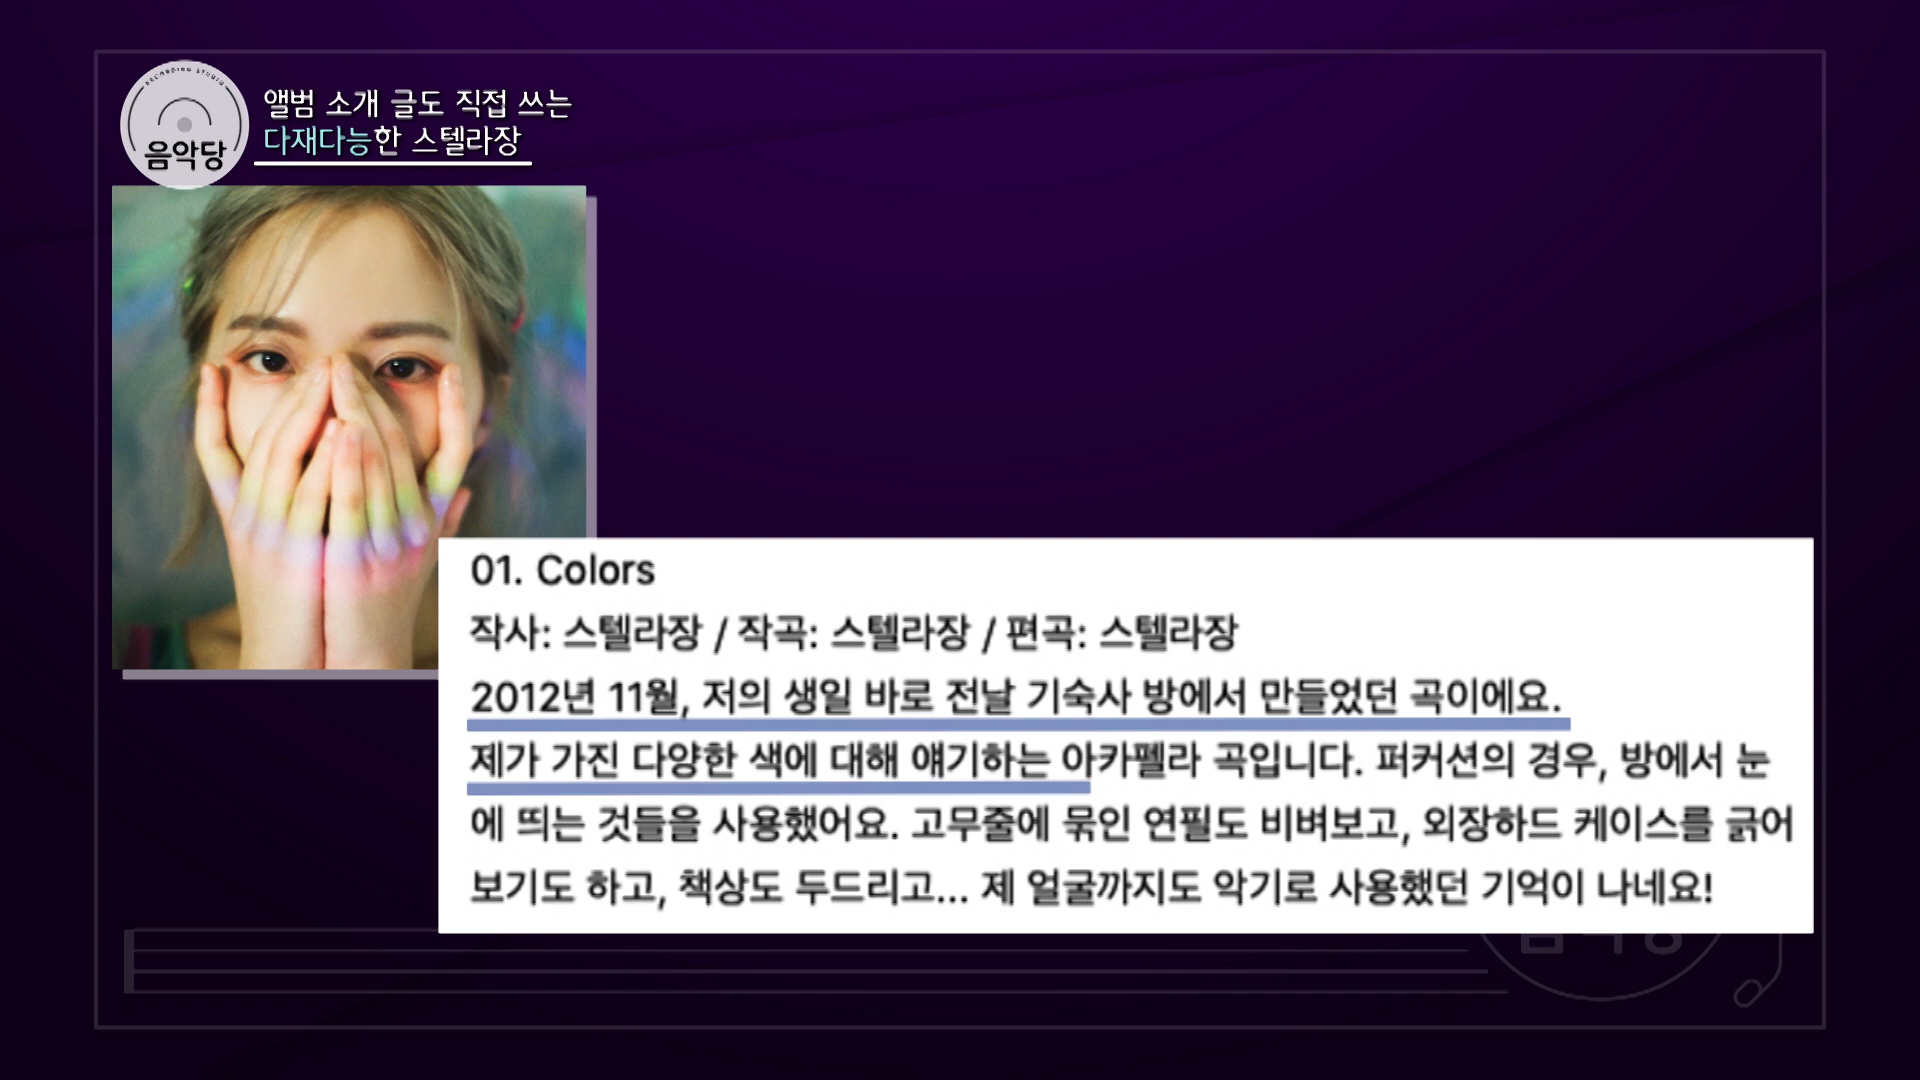 RECORDING STUDIO
음악당
앨범 소개 글도 직접 쓰는
다재다능한 스텔라장
01. Colors
작사: 스텔라장 / 작곡: 스텔라장 / 편곡: 스텔라장
2012년 11월, 저의 생일 바로 전날 기숙사 방에서 만들었던 곡이에요.
제가 가진 다양한 색에 대해 얘기하는 아카펠라 곡입니다. 퍼커션의 경우, 방에서 눈
에 띄는 것들을 사용했어요. 고무줄에 묶인 연필도 비벼보고, 외장하드 케이스를 긁어
보기도 하고, 책상도 두드리고... 제 얼굴까지도 악기로 사용했던 기억이 나네요!